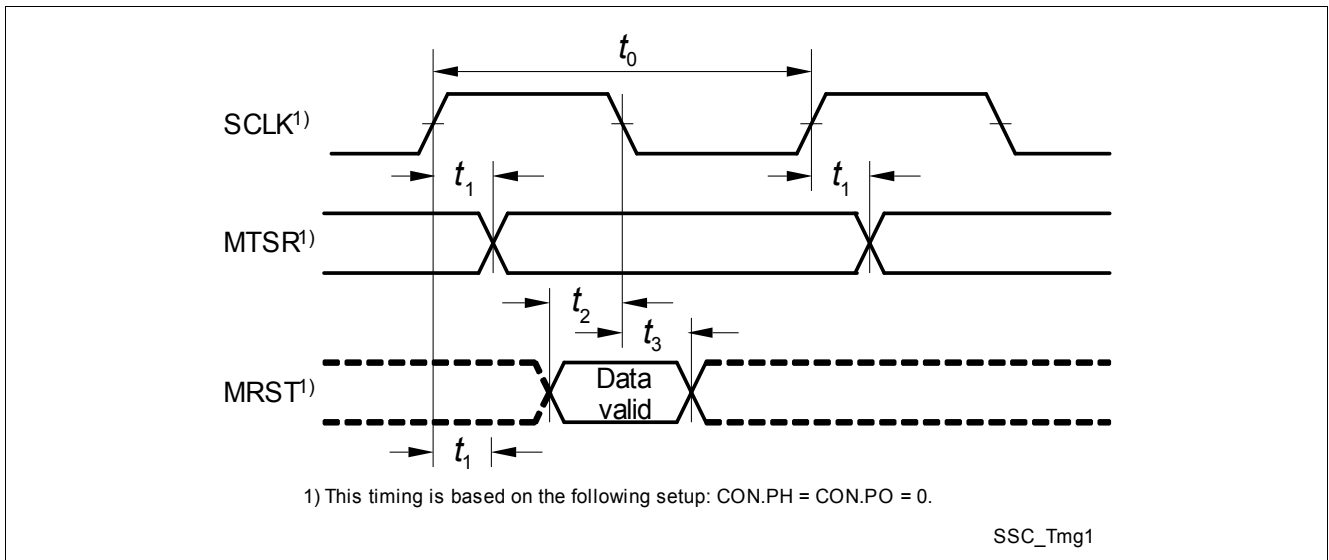 t0
SCLK1)
t1 t1
MTSR1)
t2
t3
MRST1)
Data
valid
t1
1) This timing is based on the following setup: CON.PH = CON.PO = 0.
SSC_Tmg1